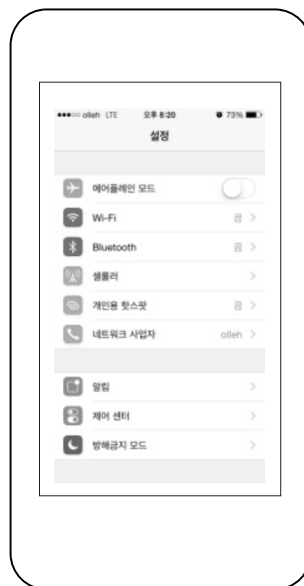 olleh LTE 오후 8:20 73%
설정
에어플레인 모드
Wi-Fi 끔
Bluetooth 끔
셀룰러
개인용 핫스팟 끔
네트워크 사업자 olleh
알림
제어 센터
방해금지 모드